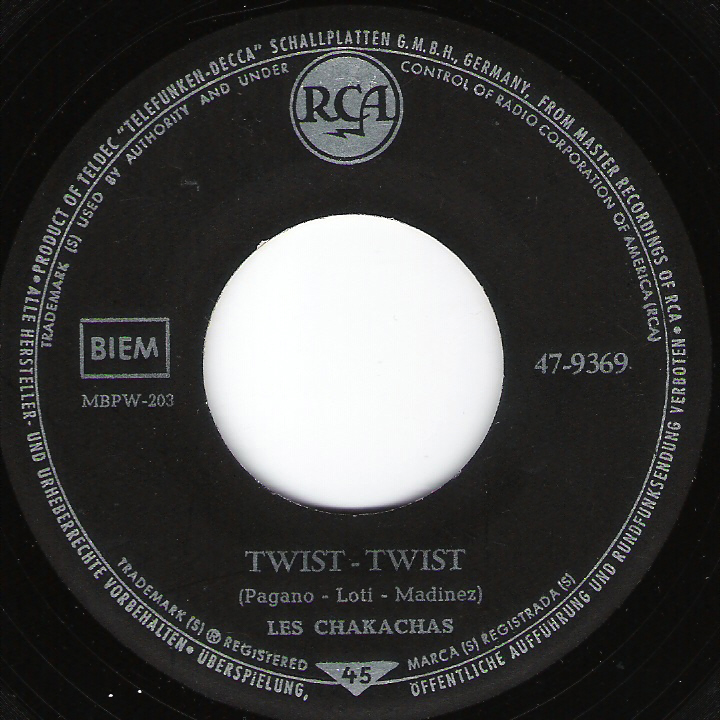 • PRODUCT OF TELDEC "TELEFUNKEN-DECCA" SCHALLPLATTEN G.M.B.H., GERMANY, FROM MASTER RECORDINGS OF RCA •
TRADEMARK (S) USED BY AUTHORITY AND UNDER CONTROL OF RADIO CORPORATION OF AMERICA (RCA)
RCA
BIEM
MBPW-203
47-9369
TWIST - TWIST
(Pagano - Loti - Madinez)
LES CHAKACHAS
TRADEMARK (S) ® REGISTERED
MARCA (S) REGISTRADA (S)
45
ALLE HERSTELLER- UND URHEBERRECHTE VORBEHALTEN • ÜBERSPIELUNG, ÖFFENTLICHE AUFFÜHRUNG UND RUNDFUNKSENDUNG VERBOTEN